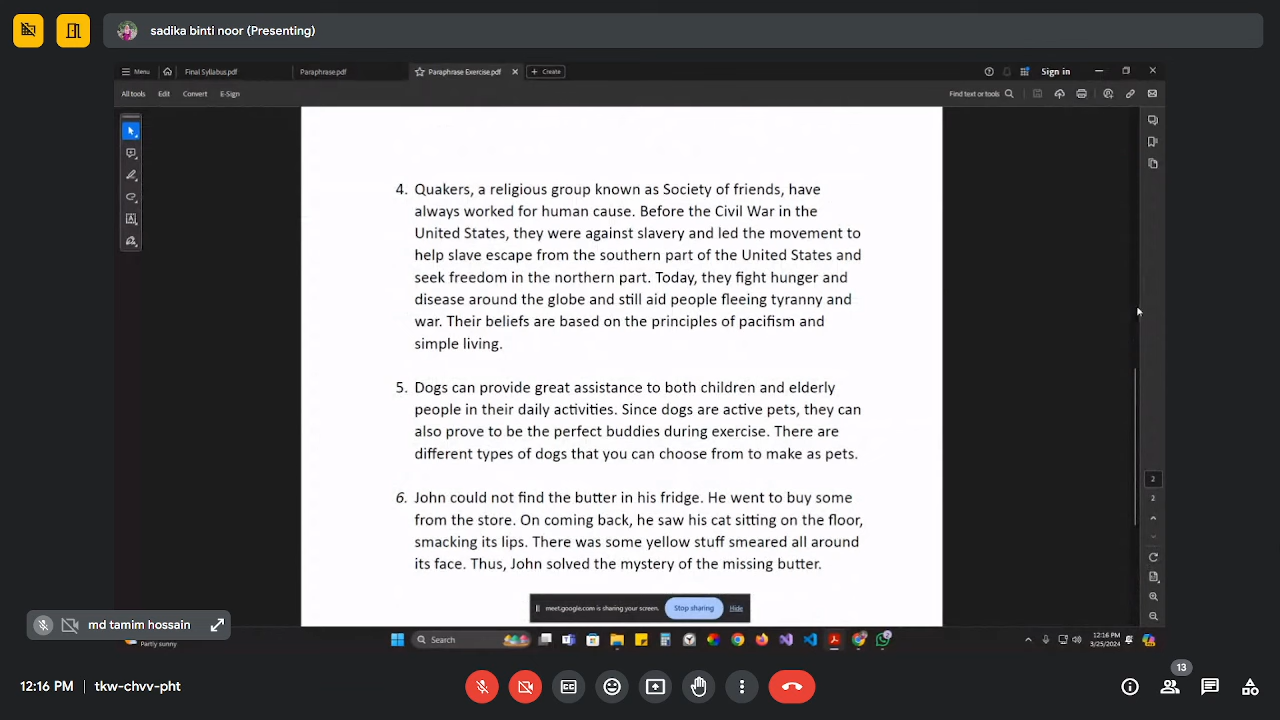 sadika binti noor (Presenting)
Menu
Final Syllabus.pdf
Paraphrase.pdf
Paraphrase Exercise.pdf
Create
Sign in
All tools
Edit
Convert
E-Sign
Find text or tools
4. Quakers, a religious group known as Society of friends, have
always worked for human cause. Before the Civil War in the
United States, they were against slavery and led the movement to
help slave escape from the southern part of the United States and
seek freedom in the northern part. Today, they fight hunger and
disease around the globe and still aid people fleeing tyranny and
war. Their beliefs are based on the principles of pacifism and
simple living.
5. Dogs can provide great assistance to both children and elderly
people in their daily activities. Since dogs are active pets, they can
also prove to be the perfect buddies during exercise. There are
different types of dogs that you can choose from to make as pets.
6. John could not find the butter in his fridge. He went to buy some
from the store. On coming back, he saw his cat sitting on the floor,
smacking its lips. There was some yellow stuff smeared all around
its face. Thus, John solved the mystery of the missing butter.
2
2
meet.google.com is sharing your screen.
Stop sharing
Hide
md tamim hossain
Partly sunny
Search
12:16 PM
3/25/2024
12:16 PM | tkw-chvv-pht
13